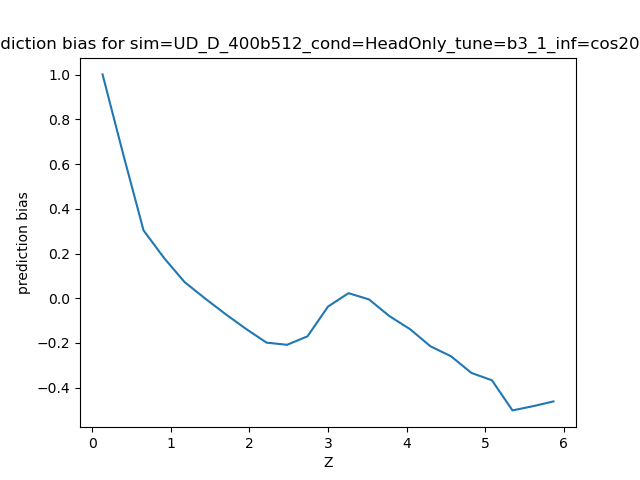 diction bias for sim=UD_D_400b512_cond=HeadOnly_tune=b3_1_inf=cos20
1.0
0.8
0.6
0.4
0.2
0.0
−0.2
−0.4
prediction bias
0 1 2 3 4 5 6
Z